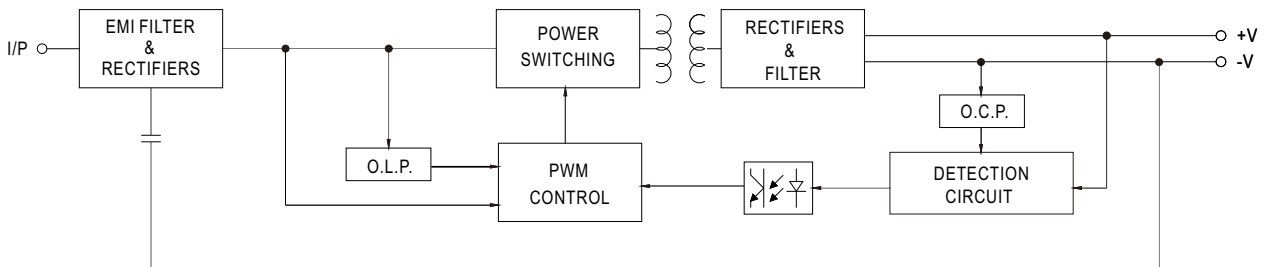 I/P
EMI FILTER
&
RECTIFIERS
POWER
SWITCHING
RECTIFIERS
&
FILTER
+V
-V
O.C.P.
O.L.P.
PWM
CONTROL
DETECTION
CIRCUIT